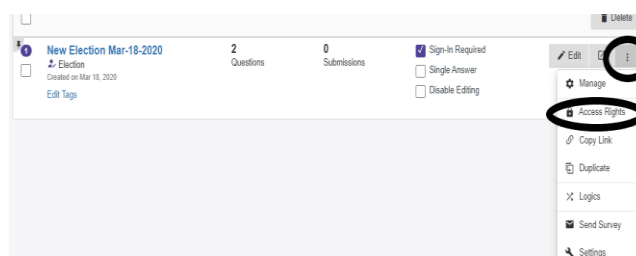 Delete
1
New Election Mar-18-2020
Election
Created on Mar 18, 2020
Edit Tags
2
Questions
0
Submissions
Sign-In Required
Single Answer
Disable Editing
Edit
Manage
Access Rights
Copy Link
Duplicate
Logics
Send Survey
Settings